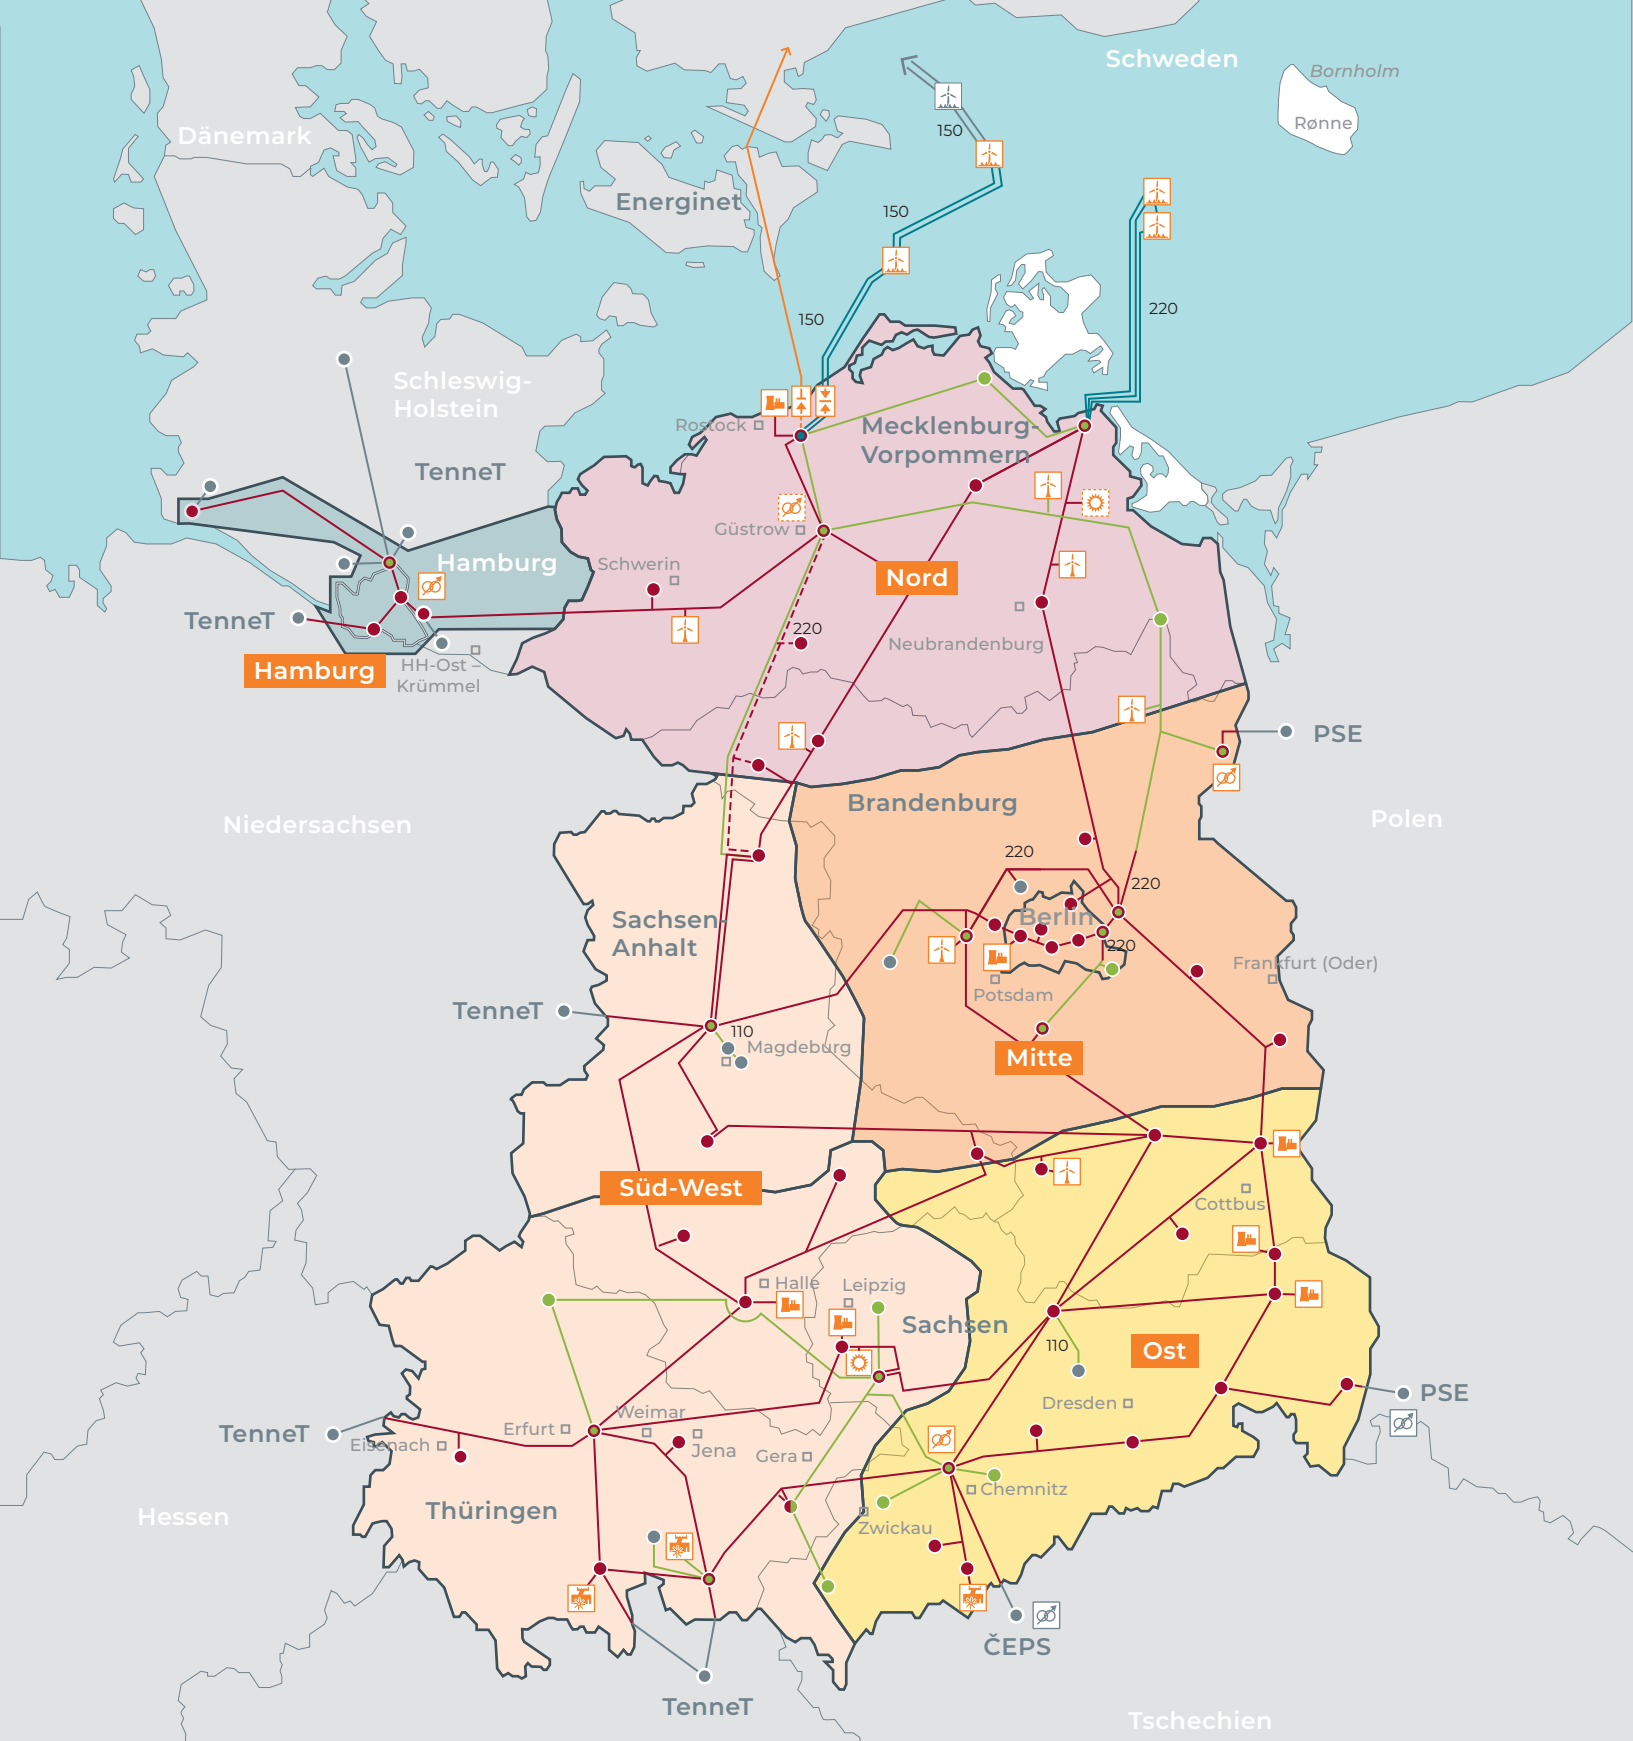 Schweden
Bornholm
Rønne
150
Dänemark
Energinet
150
220
150
Schleswig-
Holstein
TenneT
Rostock
Mecklenburg-
Vorpommern
Güstrow
Hamburg
Schwerin
Nord
TenneT
220
Neubrandenburg
Hamburg
HH-Ost –
Krümmel
PSE
Niedersachsen
Brandenburg
Polen
220
220
Sachsen-
Anhalt
Berlin
220
Frankfurt (Oder)
Potsdam
TenneT
110
Magdeburg
Mitte
Süd-West
Cottbus
Halle
Leipzig
Sachsen
110
Ost
Dresden
PSE
TenneT
Eisenach
Erfurt
Weimar
Jena
Gera
Chemnitz
Zwickau
Hessen
Thüringen
ČEPS
TenneT
Tschechien